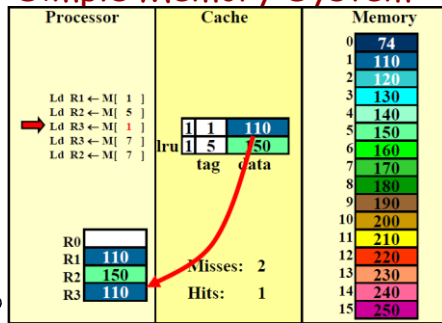 Simple Memory System
Processor
Cache
Memory
Ld R1 ← M[ 1 ]
Ld R2 ← M[ 5 ]
Ld R3 ← M[ 1 ]
Ld R3 ← M[ 7 ]
Ld R2 ← M[ 7 ]
1 1 110
lru 1 5 150
tag data
R0
R1 110
R2 150
R3 110
Misses: 2
Hits: 1
0 74
1 110
2 120
3 130
4 140
5 150
6 160
7 170
8 180
9 190
10 200
11 210
12 220
13 230
14 240
15 250